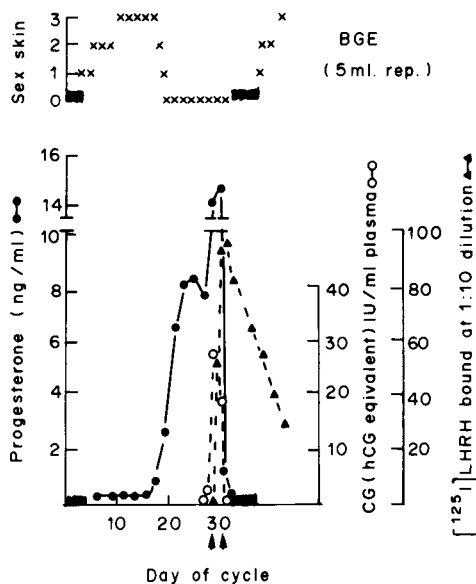 Sex skin
3
2
1
0
BGE
(5ml. rep.)
Progesterone (ng/ml)
16
14
10
8
6
4
2
40
30
20
10
CG(hCG equivalent)IU/ml plasma
100
80
60
40
20
[125I]LHRH bound at 1:10 dilution
10 20 30
Day of cycle